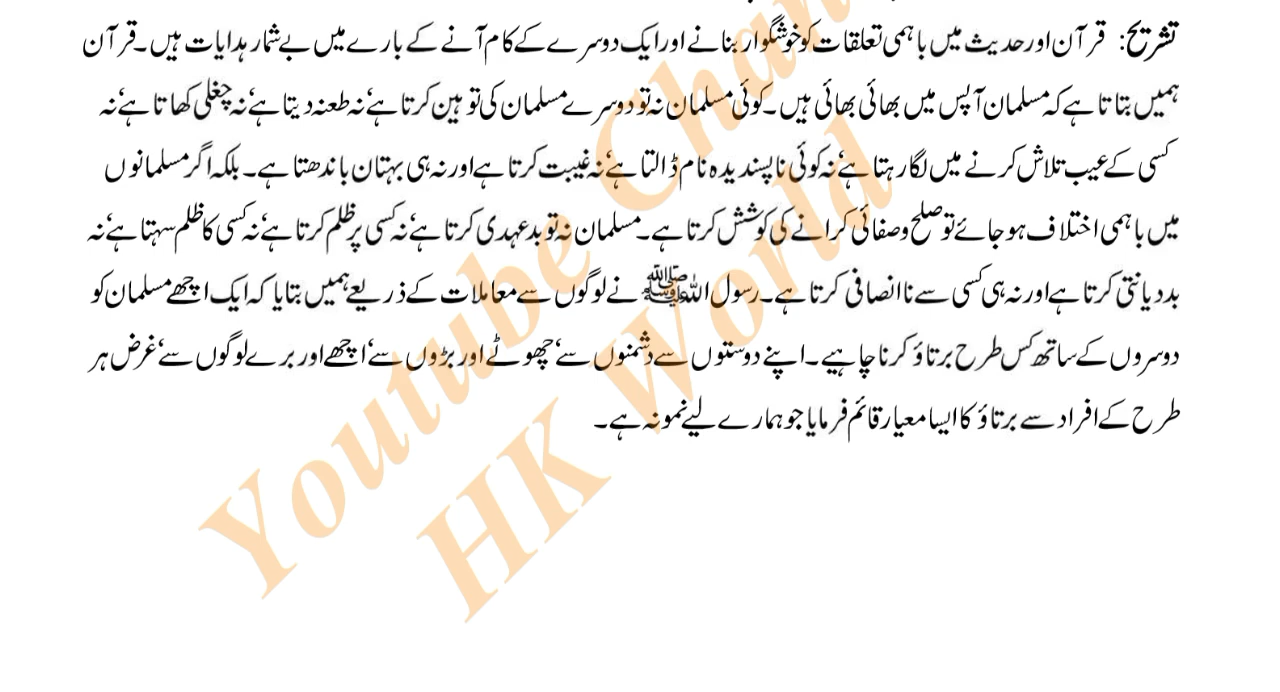 تشریح: قرآن اور حدیث میں باہمی تعلقات کو خوشگوار بنانے اور ایک دوسرے کے کام آنے کے بارے میں بے شمار ہدایات ہیں۔ قرآن
ہمیں بتاتا ہے کہ مسلمان آپس میں بھائی بھائی ہیں۔ کوئی مسلمان نہ تو دوسرے مسلمان کی توہین کرتا ہے‘ نہ طعنہ دیتا ہے‘ نہ چغلی کھاتا ہے‘ نہ
کسی کے عیب تلاش کرنے میں لگا رہتا ہے‘ نہ کوئی ناپسندیدہ نام ڈالتا ہے‘ نہ غیبت کرتا ہے اور نہ ہی بہتان باندھتا ہے۔ بلکہ اگر مسلمانوں
میں باہمی اختلاف ہو جائے تو صلح و صفائی کرانے کی کوشش کرتا ہے۔ مسلمان نہ تو بدعہدی کرتا ہے‘ نہ کسی پر ظلم کرتا ہے‘ نہ کسی کا ظلم سہتا ہے‘ نہ
بددیانتی کرتا ہے اور نہ ہی کسی سے ناانصافی کرتا ہے۔ رسول اللہ ﷺ نے لوگوں سے معاملات کے ذریعے ہمیں بتایا کہ ایک اچھے مسلمان کو
دوسروں کے ساتھ کس طرح برتاؤ کرنا چاہیے۔ اپنے دوستوں سے دشمنوں سے‘ چھوٹے اور بڑوں سے‘ اچھے اور برے لوگوں سے‘ غرض ہر
طرح کے افراد سے برتاؤ کا ایسا معیار قائم فرمایا جو ہمارے لیے نمونہ ہے۔
Youtube Chan
HK World